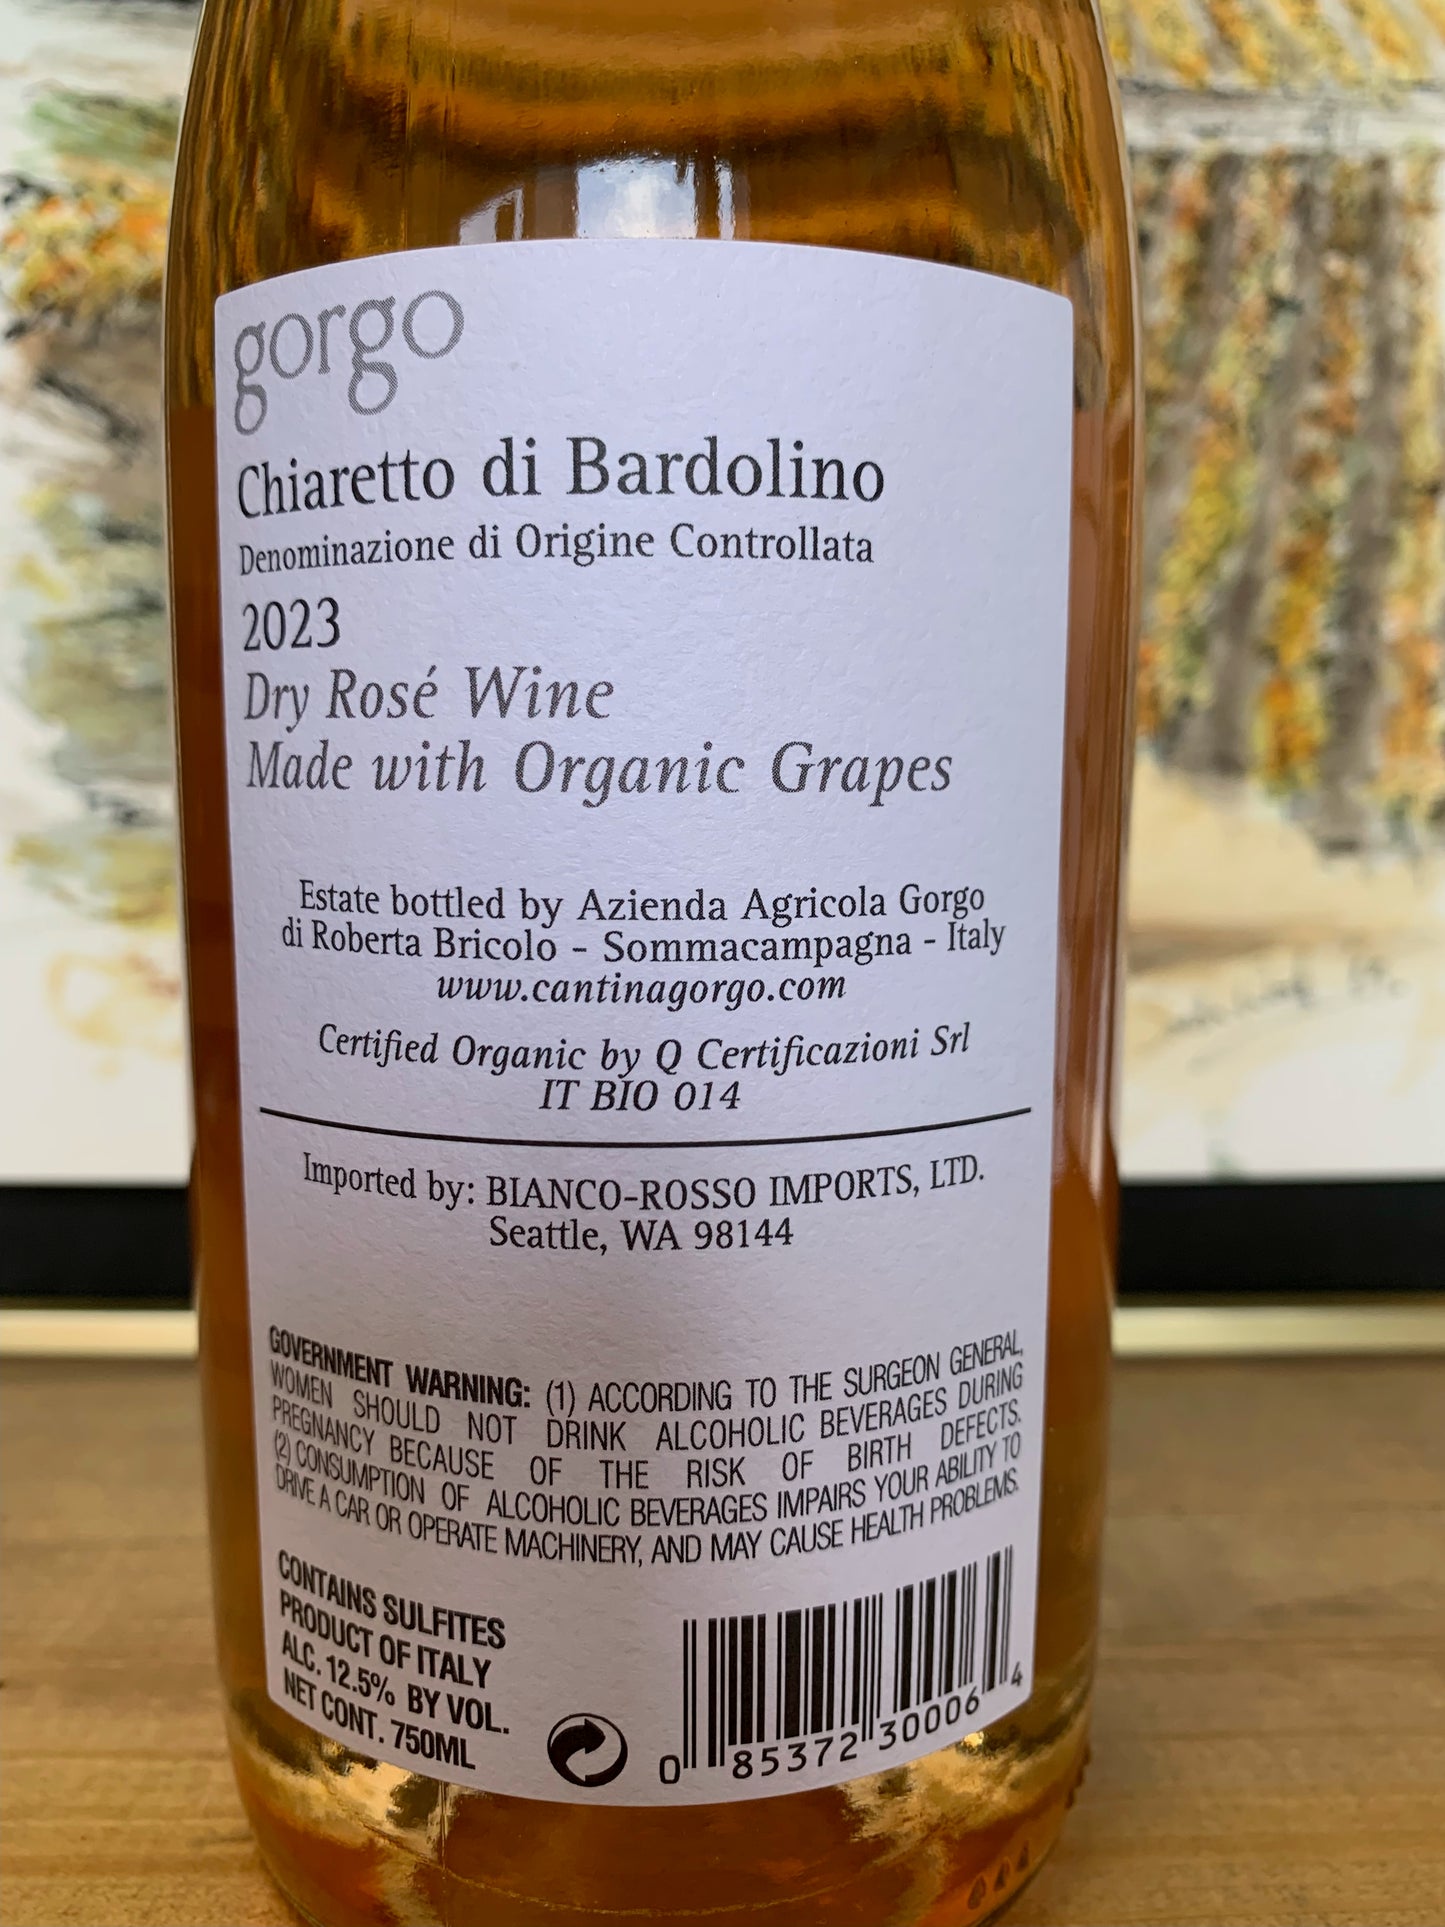 gorgo
Chiaretto di Bardolino
Denominazione di Origine Controllata
2023
Dry Rosé Wine
Made with Organic Grapes
Estate bottled by Azienda Agricola Gorgo
di Roberta Bricolo - Sommacampagna - Italy
www.cantinagorgo.com
Certified Organic by Q Certificazioni Srl
IT BIO 014
Imported by: BIANCO-ROSSO IMPORTS, LTD.
Seattle, WA 98144
GOVERNMENT WARNING: (1) ACCORDING TO THE SURGEON GENERAL,
WOMEN SHOULD NOT DRINK ALCOHOLIC BEVERAGES DURING
PREGNANCY BECAUSE OF THE RISK OF BIRTH DEFECTS.
(2) CONSUMPTION OF ALCOHOLIC BEVERAGES IMPAIRS YOUR ABILITY TO
DRIVE A CAR OR OPERATE MACHINERY, AND MAY CAUSE HEALTH PROBLEMS.
CONTAINS SULFITES
PRODUCT OF ITALY
ALC. 12.5% BY VOL.
NET CONT. 750ML
0 85372 30006 4